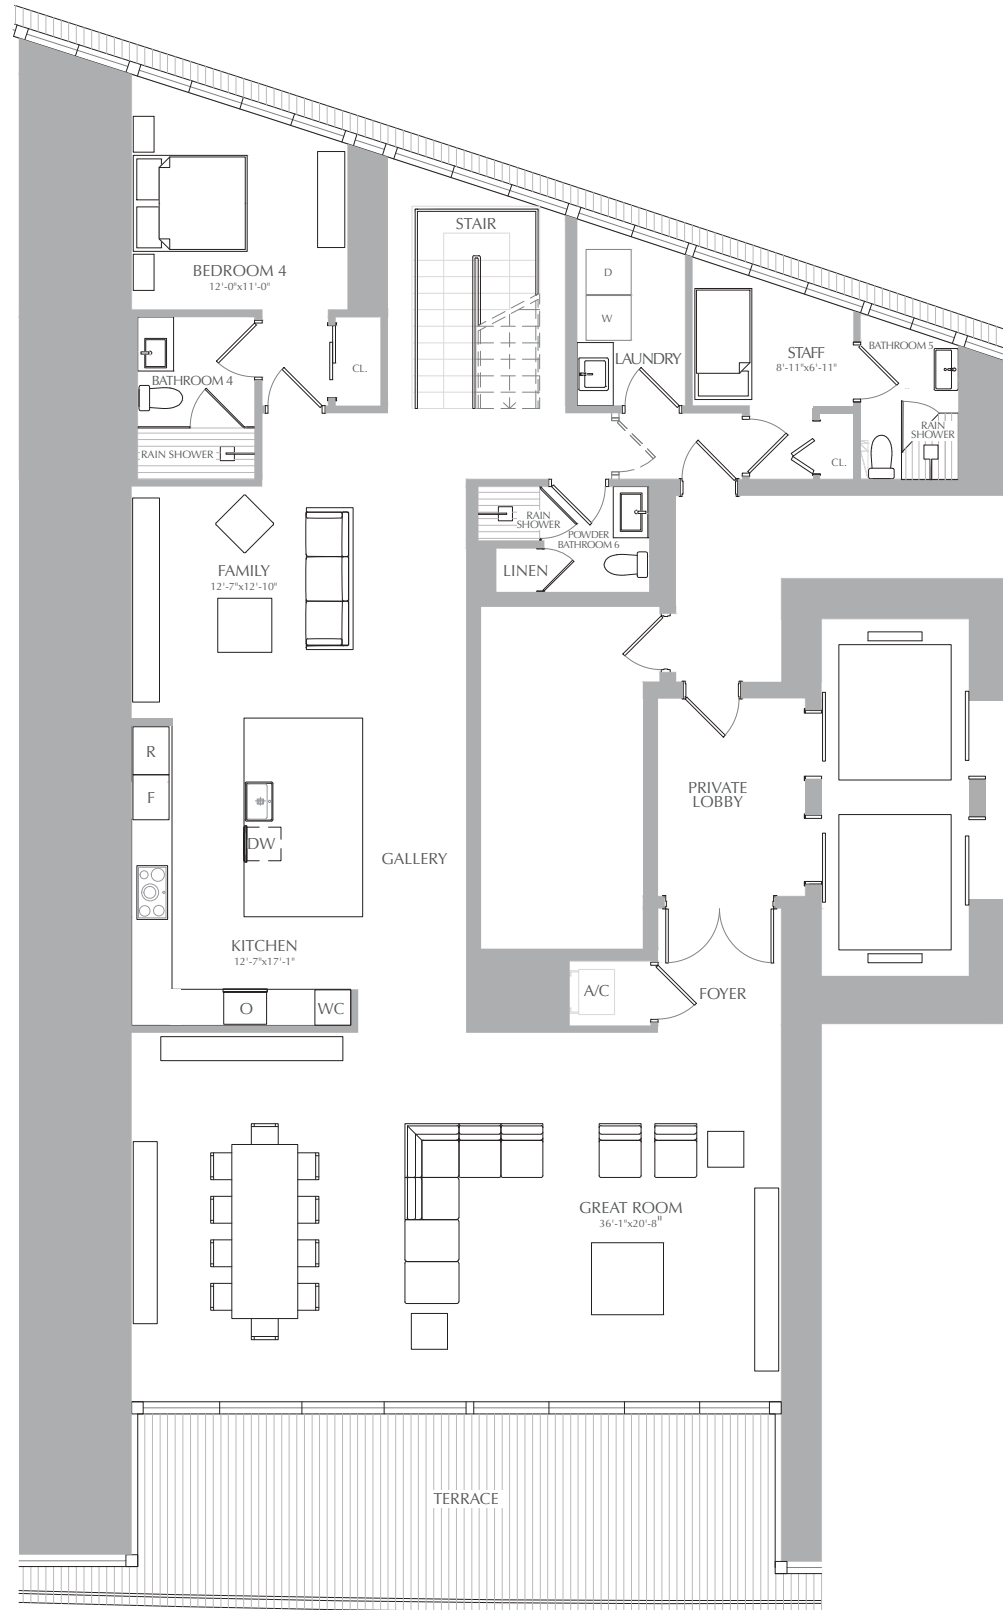 STAIR
BEDROOM 4
12'-0"x11'-0"
D
W
LAUNDRY
STAFF
8'-11"x6'-11"
BATHROOM 5
CL.
BATHROOM 4
RAIN SHOWER
RAIN
SHOWER
CL.
RAIN
SHOWER
POWDER
BATHROOM 6
LINEN
FAMILY
12'-7"x12'-10"
R
F
DW
PRIVATE
LOBBY
GALLERY
KITCHEN
12'-7"x17'-1"
O
WC
A/C
FOYER
GREAT ROOM
36'-1"x20'-8"
TERRACE